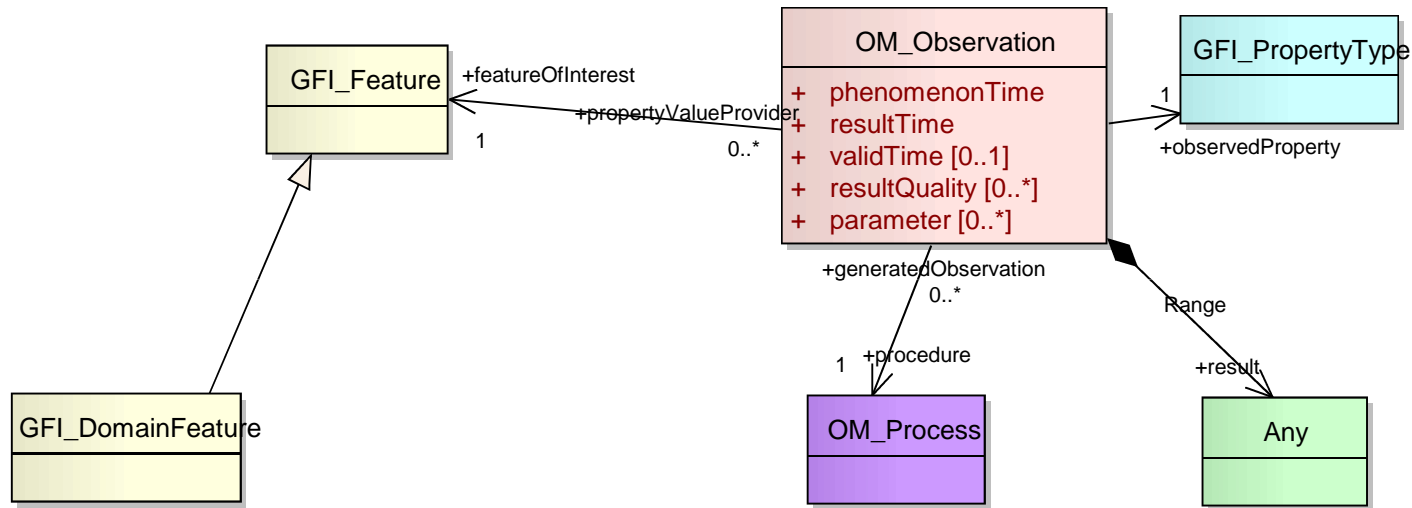 OM_Observation
GFI_PropertyType
GFI_Feature
+featureOfInterest
+ phenomenonTime
+ resultTime
+ validTime [0..1]
+ resultQuality [0..*]
+ parameter [0..*]
+propertyValueProvider
1
0..*
1
+observedProperty
+generatedObservation
0..*
Range
1
+procedure
+result
GFI_DomainFeature
OM_Process
Any